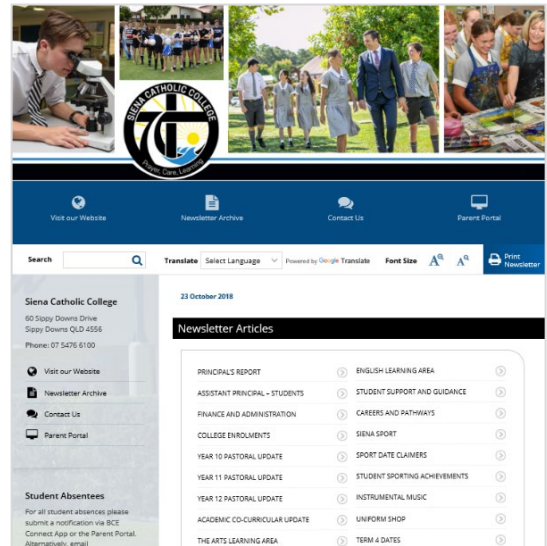 SIENA CATHOLIC COLLEGE
Prayer, Care, Learning
Visit our Website
Newsletter Archive
Contact Us
Parent Portal
Search
Translate Select Language Powered by Google Translate
Font Size A A
Print
Newsletter
Siena Catholic College
60 Sippy Downs Drive
Sippy Downs QLD 4556
Phone: 07 5476 6100
Visit our Website
Newsletter Archive
Contact Us
Parent Portal
Student Absentees
For all student absences please
submit a notification via BCE
Connect App or the Parent Portal.
Alternatively, email
23 October 2018
Newsletter Articles
PRINCIPAL'S REPORT
ASSISTANT PRINCIPAL – STUDENTS
FINANCE AND ADMINISTRATION
COLLEGE ENROLMENTS
YEAR 10 PASTORAL UPDATE
YEAR 11 PASTORAL UPDATE
YEAR 12 PASTORAL UPDATE
ACADEMIC CO-CURRICULAR UPDATE
THE ARTS LEARNING AREA
ENGLISH LEARNING AREA
STUDENT SUPPORT AND GUIDANCE
CAREERS AND PATHWAYS
SIENA SPORT
SPORT DATE CLAIMERS
STUDENT SPORTING ACHIEVEMENTS
INSTRUMENTAL MUSIC
UNIFORM SHOP
TERM 4 DATES